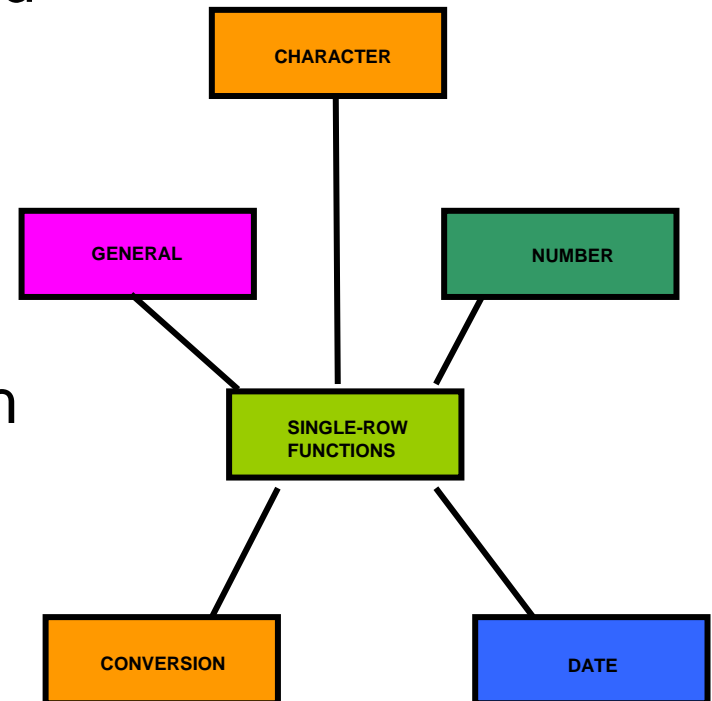 CHARACTER
GENERAL
NUMBER
n
SINGLE-ROW
FUNCTIONS
CONVERSION
DATE